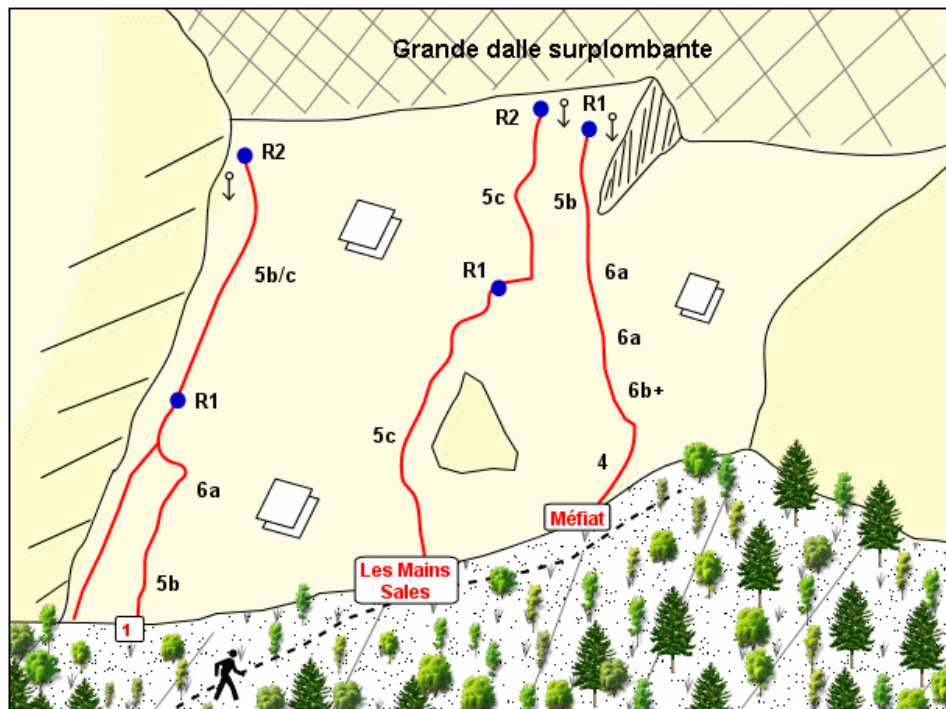 Grande dalle surplombante
R2
R1
R2
5c
5b
5b/c
R1
6a
6a
R1
6b+
5c
4
6a
Méfiat
Les Mains
Sales
5b
1